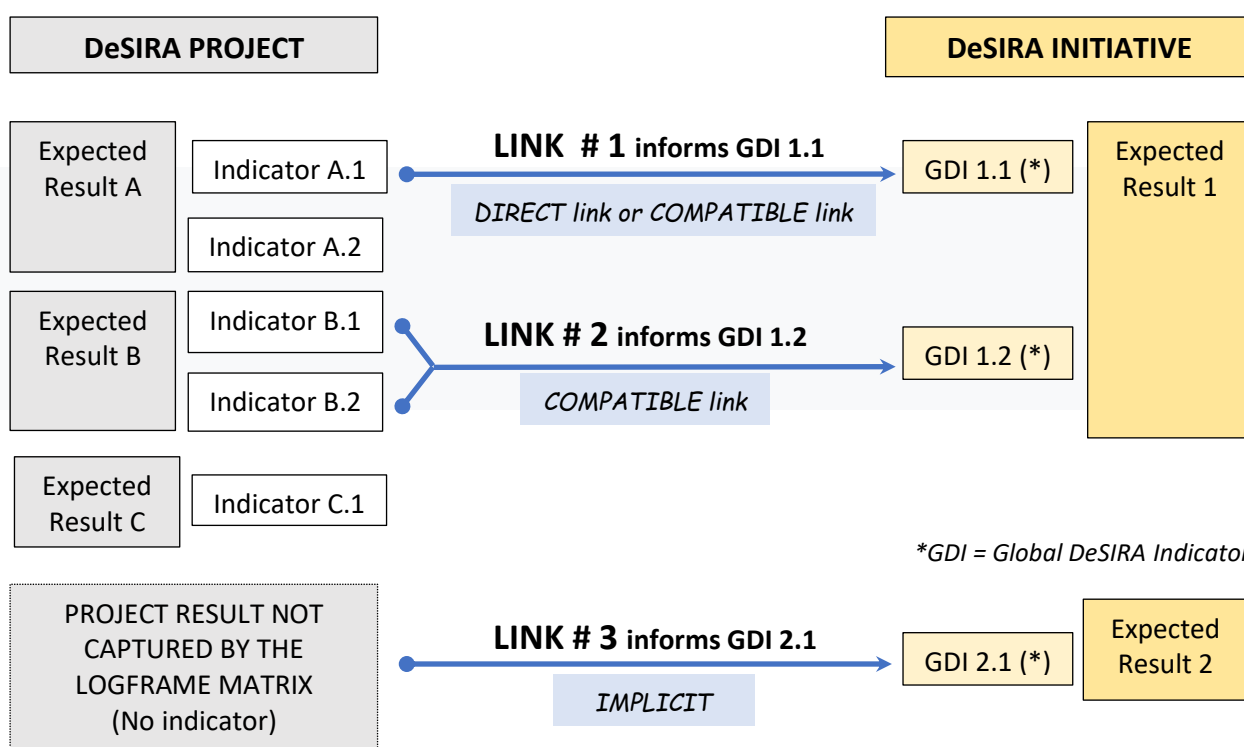 DeSIRA PROJECT
DeSIRA INITIATIVE
Expected
Result A
Indicator A.1
Indicator A.2
LINK # 1 informs GDI 1.1
DIRECT link or COMPATIBLE link
GDI 1.1 (*)
Expected
Result 1
Expected
Result B
Indicator B.1
Indicator B.2
LINK # 2 informs GDI 1.2
COMPATIBLE link
GDI 1.2 (*)
Expected
Result C
Indicator C.1
*GDI = Global DeSIRA Indicator
PROJECT RESULT NOT
CAPTURED BY THE
LOGFRAME MATRIX
(No indicator)
LINK # 3 informs GDI 2.1
IMPLICIT
GDI 2.1 (*)
Expected
Result 2